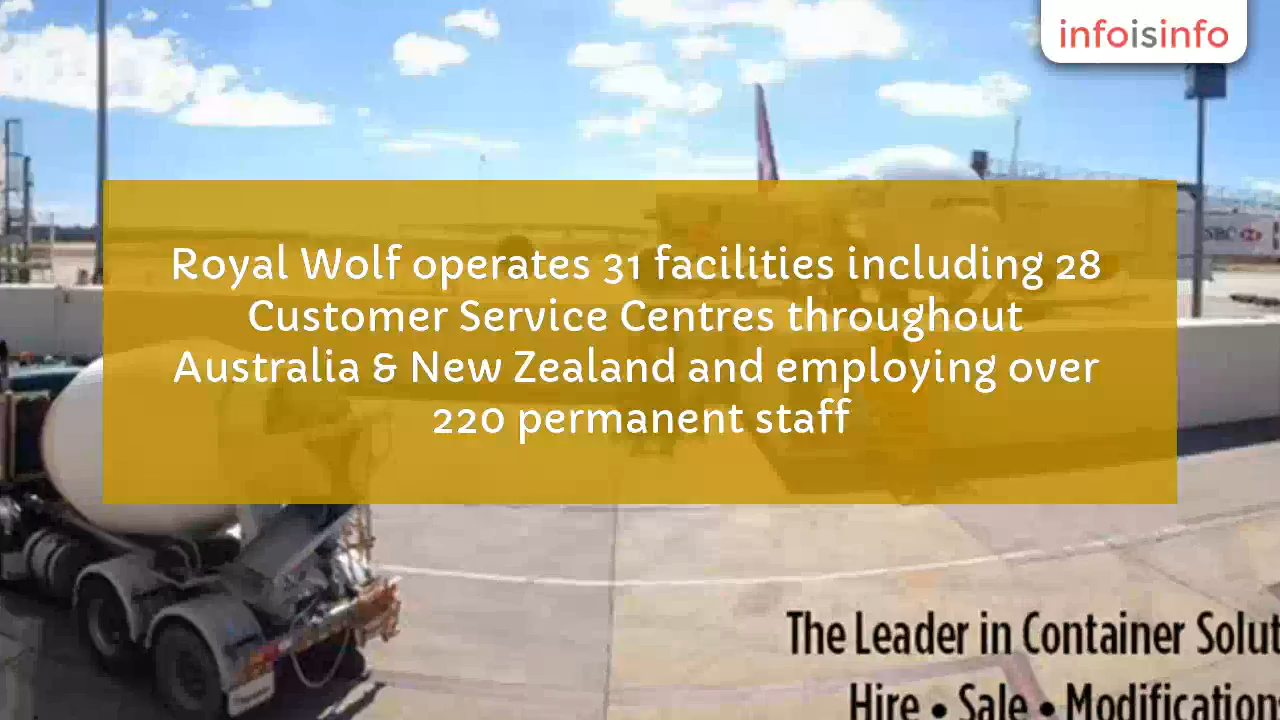 infoisinfo
Royal Wolf operates 31 facilities including 28
Customer Service Centres throughout
Australia & New Zealand and employing over
220 permanent staff
The Leader in Container Solut
Hire • Sale • Modification